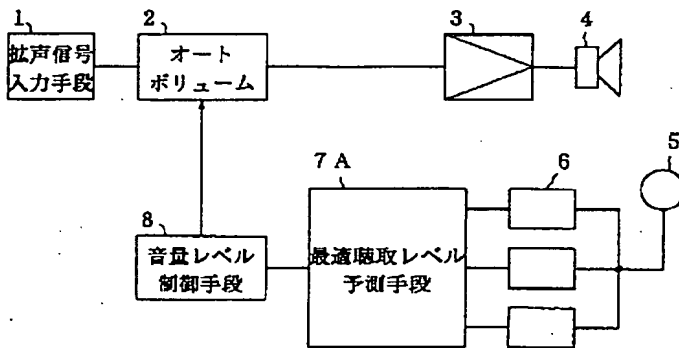 1
拡声信号
入力手段
2
オート
ボリューム
3
4
5
6
7 A
最適聴取レベル
予測手段
8
音量レベル
制御手段